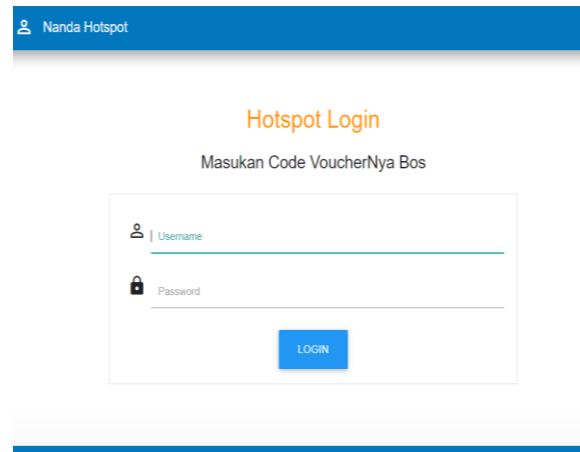 Nanda Hotspot
Hotspot Login
Masukan Code VoucherNya Bos
Username
Password
LOGIN